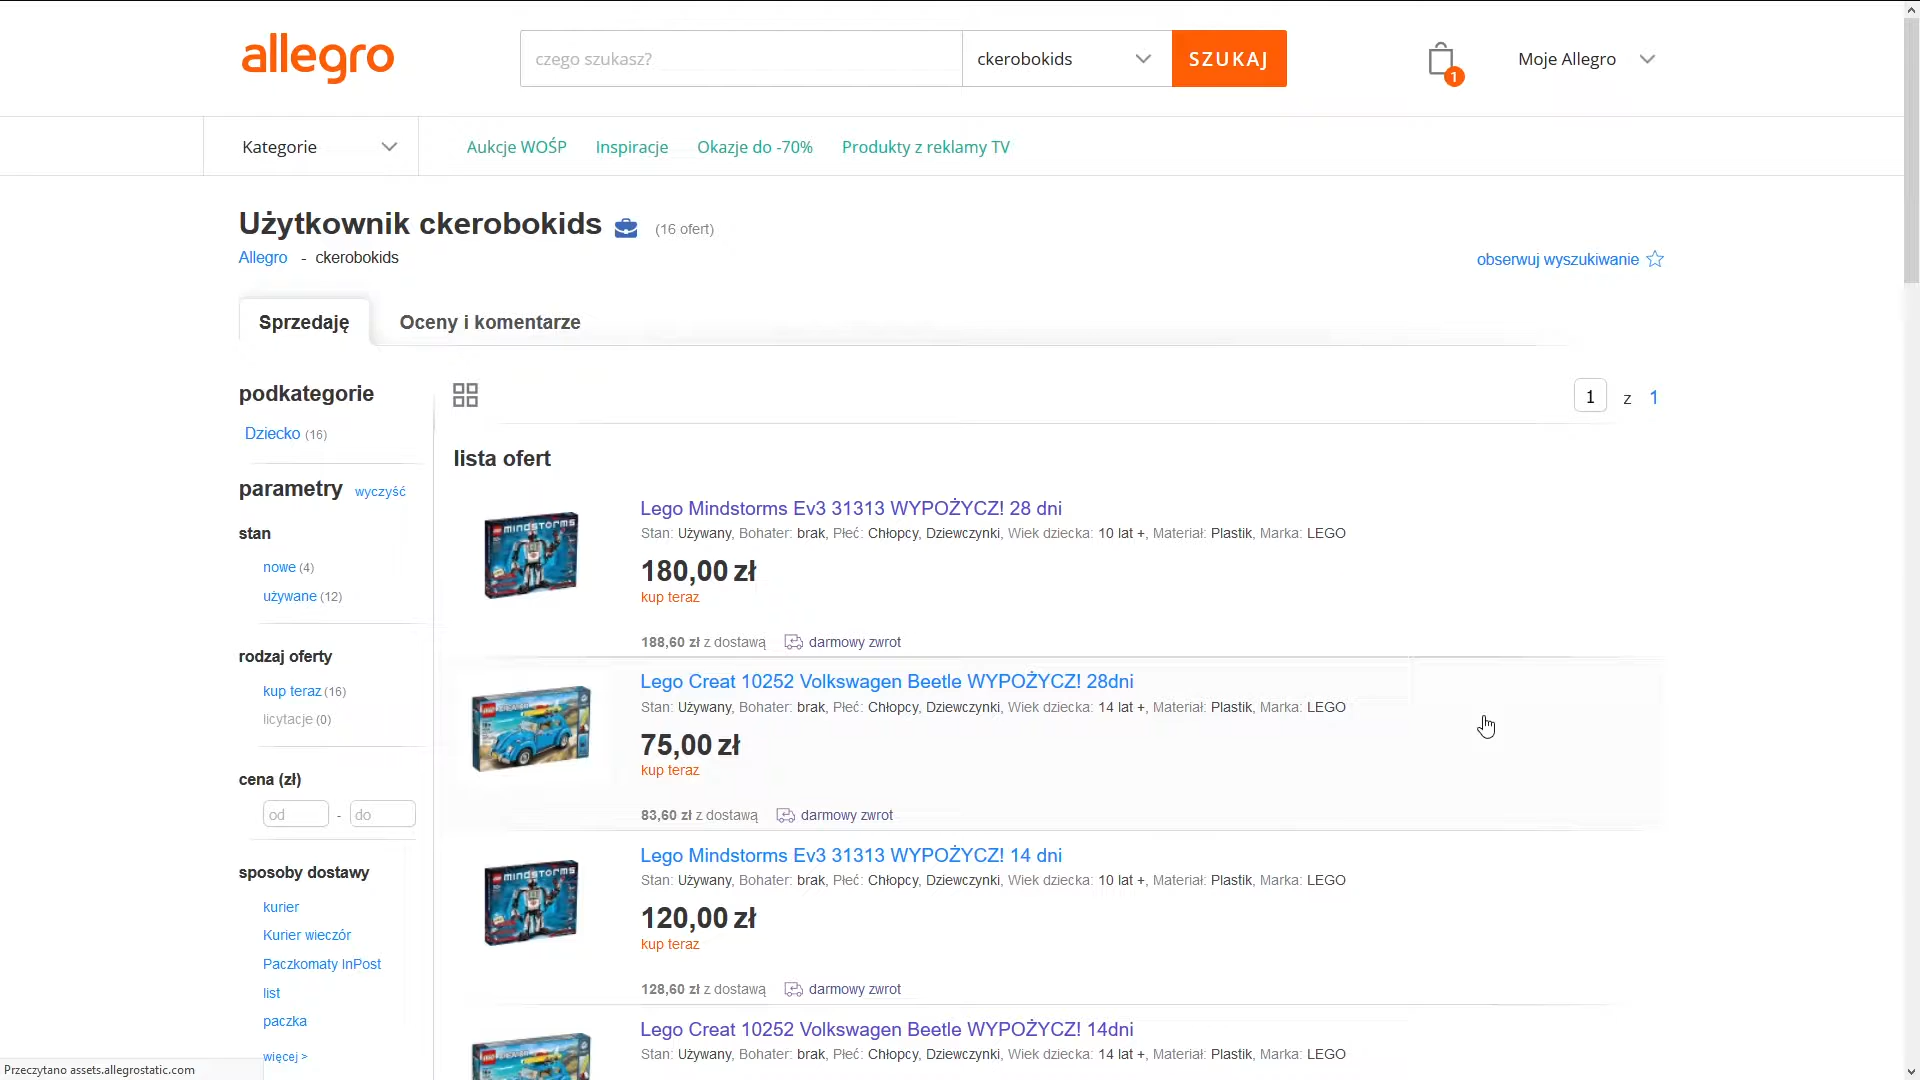 allegro
czego szukasz?
ckerobokids
SZUKAJ
1
Moje Allegro
Kategorie
Aukcje WOŚP
Inspiracje
Okazje do -70%
Produkty z reklamy TV
Użytkownik ckerobokids (16 ofert)
Allegro - ckerobokids
obserwuj wyszukiwanie
Sprzedaję
Oceny i komentarze
podkategorie
Dziecko (16)
parametry wyczyść
stan
nowe (4)
używane (12)
rodzaj oferty
kup teraz (16)
licytacje (0)
cena (zł)
od - do
sposoby dostawy
kurier
Kurier wieczór
Paczkomaty InPost
list
paczka
więcej >
1 z 1
lista ofert
MINDSTORMS
Lego Mindstorms Ev3 31313 WYPOŻYCZ! 28 dni
Stan: Używany, Bohater: brak, Płeć: Chłopcy, Dziewczynki, Wiek dziecka: 10 lat +, Materiał: Plastik, Marka: LEGO
180,00 zł
kup teraz
188,60 zł z dostawą darmowy zwrot
Lego Creat 10252 Volkswagen Beetle WYPOŻYCZ! 28dni
Stan: Używany, Bohater: brak, Płeć: Chłopcy, Dziewczynki, Wiek dziecka: 14 lat +, Materiał: Plastik, Marka: LEGO
75,00 zł
kup teraz
83,60 zł z dostawą darmowy zwrot
MINDSTORMS
Lego Mindstorms Ev3 31313 WYPOŻYCZ! 14 dni
Stan: Używany, Bohater: brak, Płeć: Chłopcy, Dziewczynki, Wiek dziecka: 10 lat +, Materiał: Plastik, Marka: LEGO
120,00 zł
kup teraz
128,60 zł z dostawą darmowy zwrot
Lego Creat 10252 Volkswagen Beetle WYPOŻYCZ! 14dni
Stan: Używany, Bohater: brak, Płeć: Chłopcy, Dziewczynki, Wiek dziecka: 14 lat +, Materiał: Plastik, Marka: LEGO
Przeczytano assets.allegrostatic.com